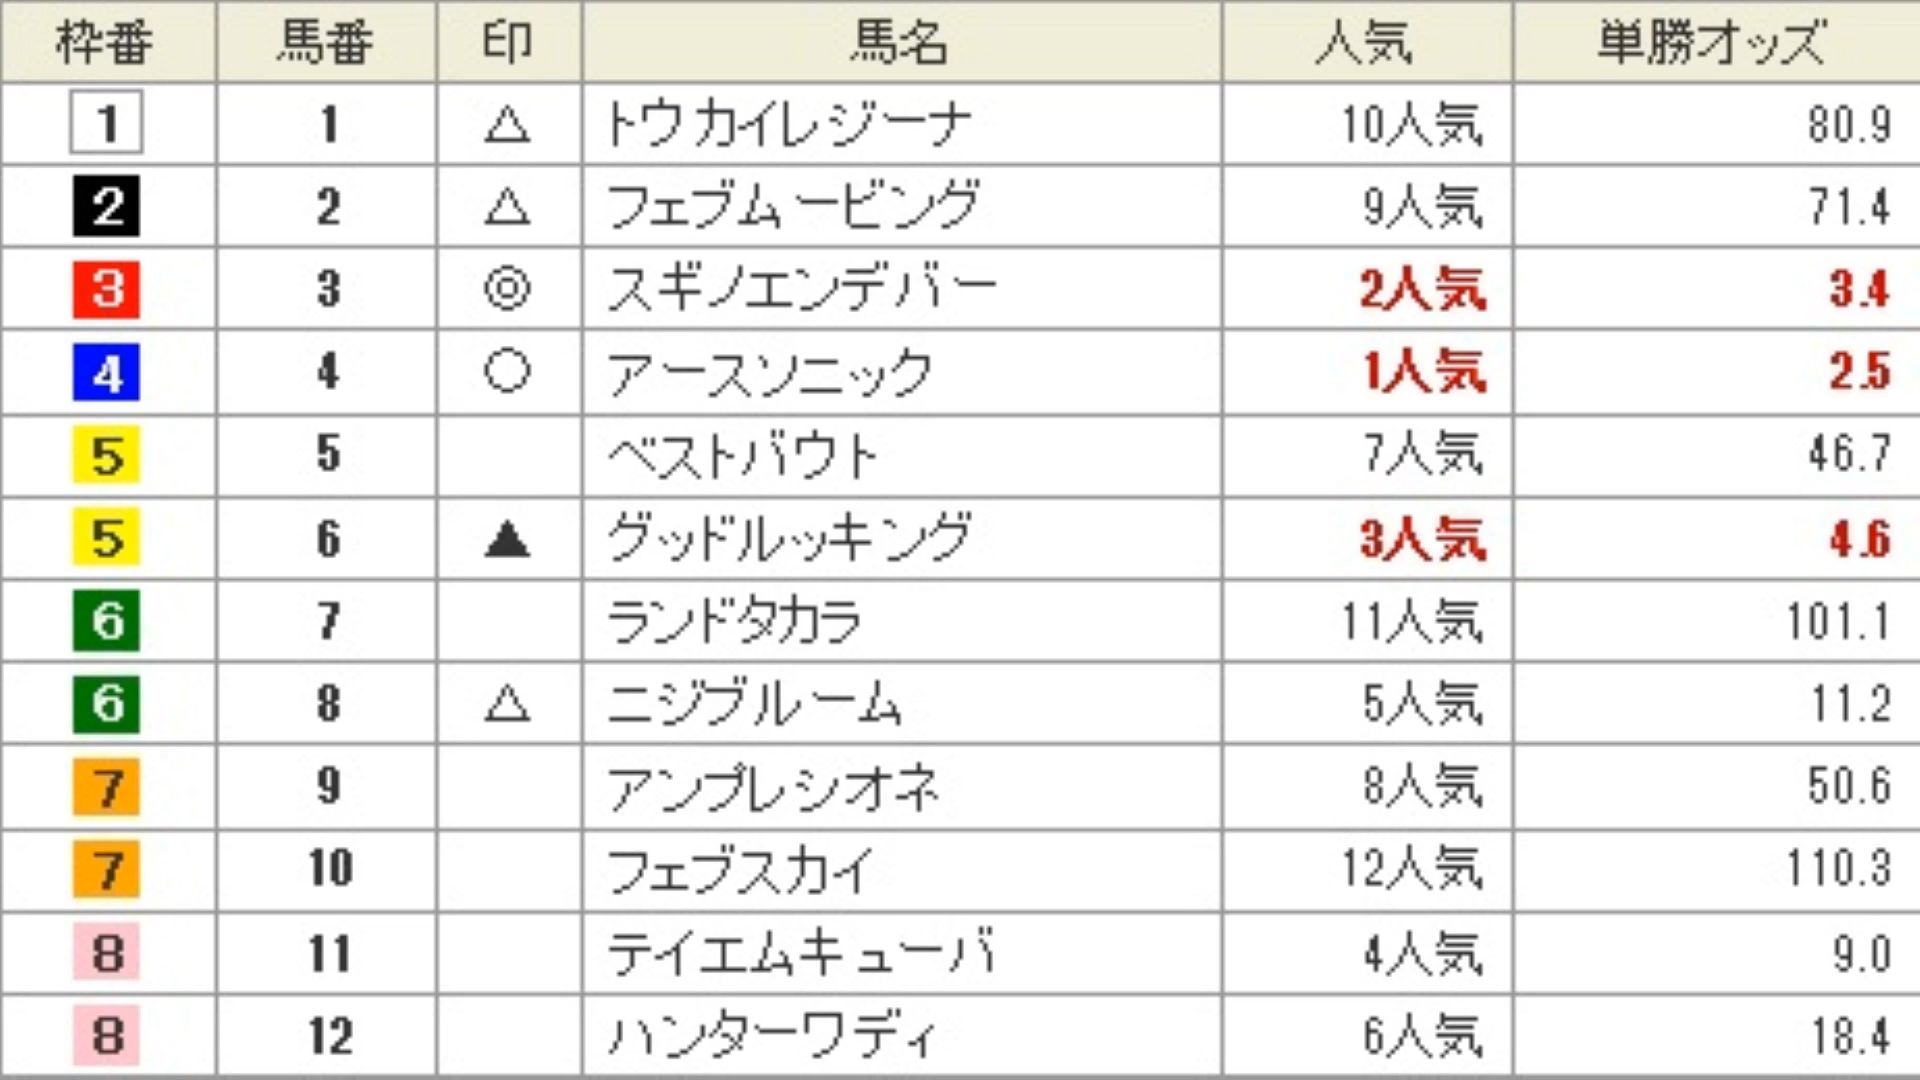 枠番 馬番 印 馬名 人気 単勝オッズ
1 1 △ トウカイレジーナ 10人気 80.9
2 2 △ フェブムービング 9人気 71.4
3 3 ◎ スギノエンデバー 2人気 3.4
4 4 ○ アースソニック 1人気 2.5
5 5 ベストバウト 7人気 46.7
5 6 ▲ グッドルッキング 3人気 4.6
6 7 ランドタカラ 11人気 101.1
6 8 △ ニジブルーム 5人気 11.2
7 9 アンプレシオネ 8人気 50.6
7 10 フェブスカイ 12人気 110.3
8 11 テイエムキューバ 4人気 9.0
8 12 ハンターワディ 6人気 18.4